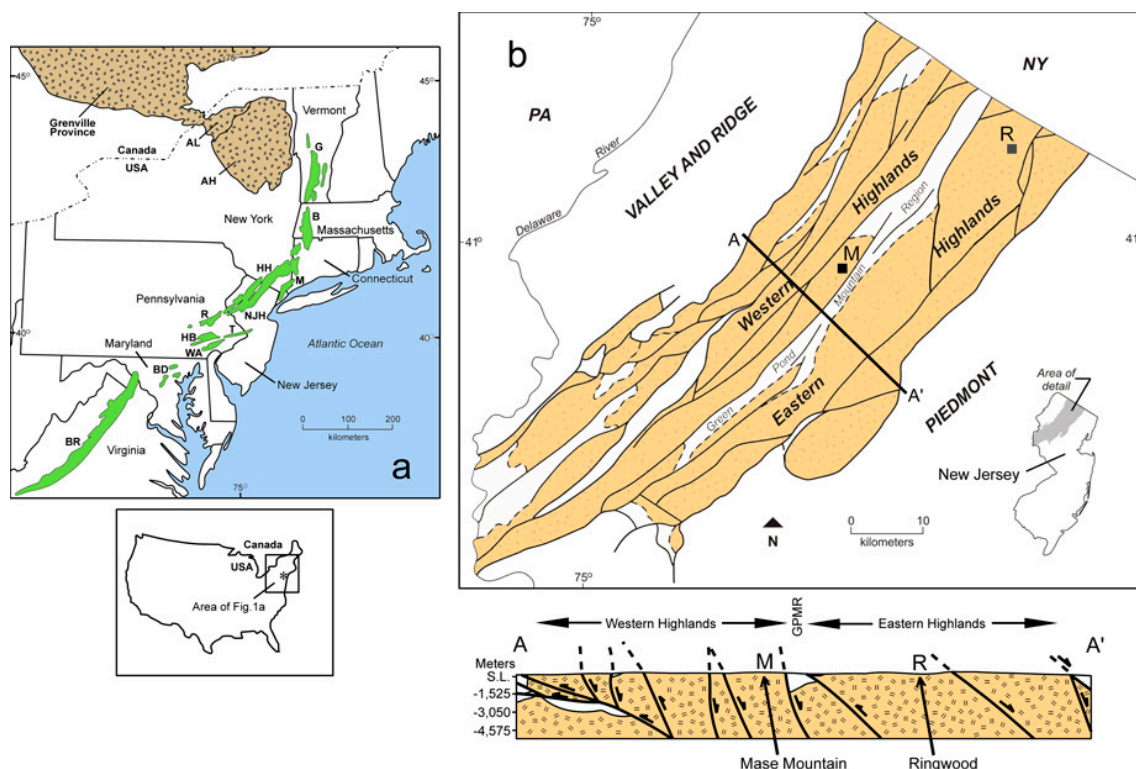 45°
45°
Grenville
Province
Vermont
AL
G
Canada
USA
AH
New York
B
Massachusetts
HH
M
Connecticut
Pennsylvania
R
NJH
40°
HB
T
40°
WA
Maryland
Atlantic Ocean
BD
New Jersey
0 100 200
kilometers
BR
Virginia
a
75°
Canada
USA
*
Area of Fig.1a
75°
b
NY
PA
R
VALLEY AND RIDGE
River
Highlands
Region
Highlands
Delaware
41°
41°
A
M
Mountain
Western
Pond
A'
Green
Eastern
PIEDMONT
Area of
detail
New Jersey
N
0 10
kilometers
75°
Western Highlands
GPMR
Eastern Highlands
A
A'
Meters
S.L.
-1,525
-3,050
-4,575
M
R
Mase Mountain
Ringwood